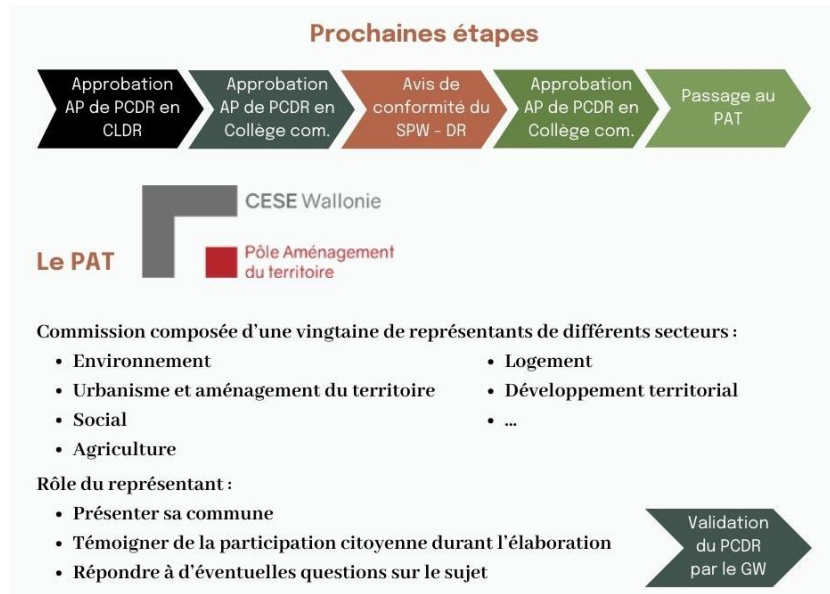 Prochaines étapes
Approbation
AP de PCDR en
CLDR
Approbation
AP de PCDR en
Collège com.
Avis de
conformité du
SPW - DR
Approbation
AP de PCDR en
Collège com.
Passage au
PAT
Le PAT
CESE Wallonie
Pôle Aménagement
du territoire
Commission composée d'une vingtaine de représentants de différents secteurs :
• Environnement
• Urbanisme et aménagement du territoire
• Social
• Agriculture
• Logement
• Développement territorial
• ...
Rôle du représentant :
• Présenter sa commune
• Témoigner de la participation citoyenne durant l'élaboration
• Répondre à d'éventuelles questions sur le sujet
Validation
du PCDR
par le GW